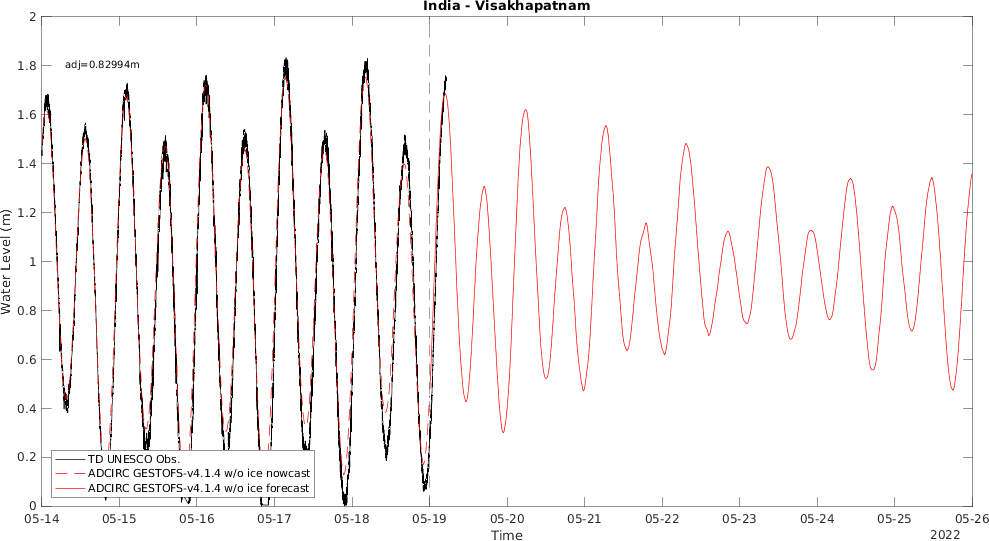 India - Visakhapatnam
adj=0.82994m
2
1.8
1.6
1.4
1.2
1
0.8
0.6
0.4
0.2
0
Water Level (m)
TD UNESCO Obs.
ADCIRC GESTOFS-v4.1.4 w/o ice nowcast
ADCIRC GESTOFS-v4.1.4 w/o ice forecast
05-14 05-15 05-16 05-17 05-18 05-19 05-20 05-21 05-22 05-23 05-24 05-25 05-26
Time
2022